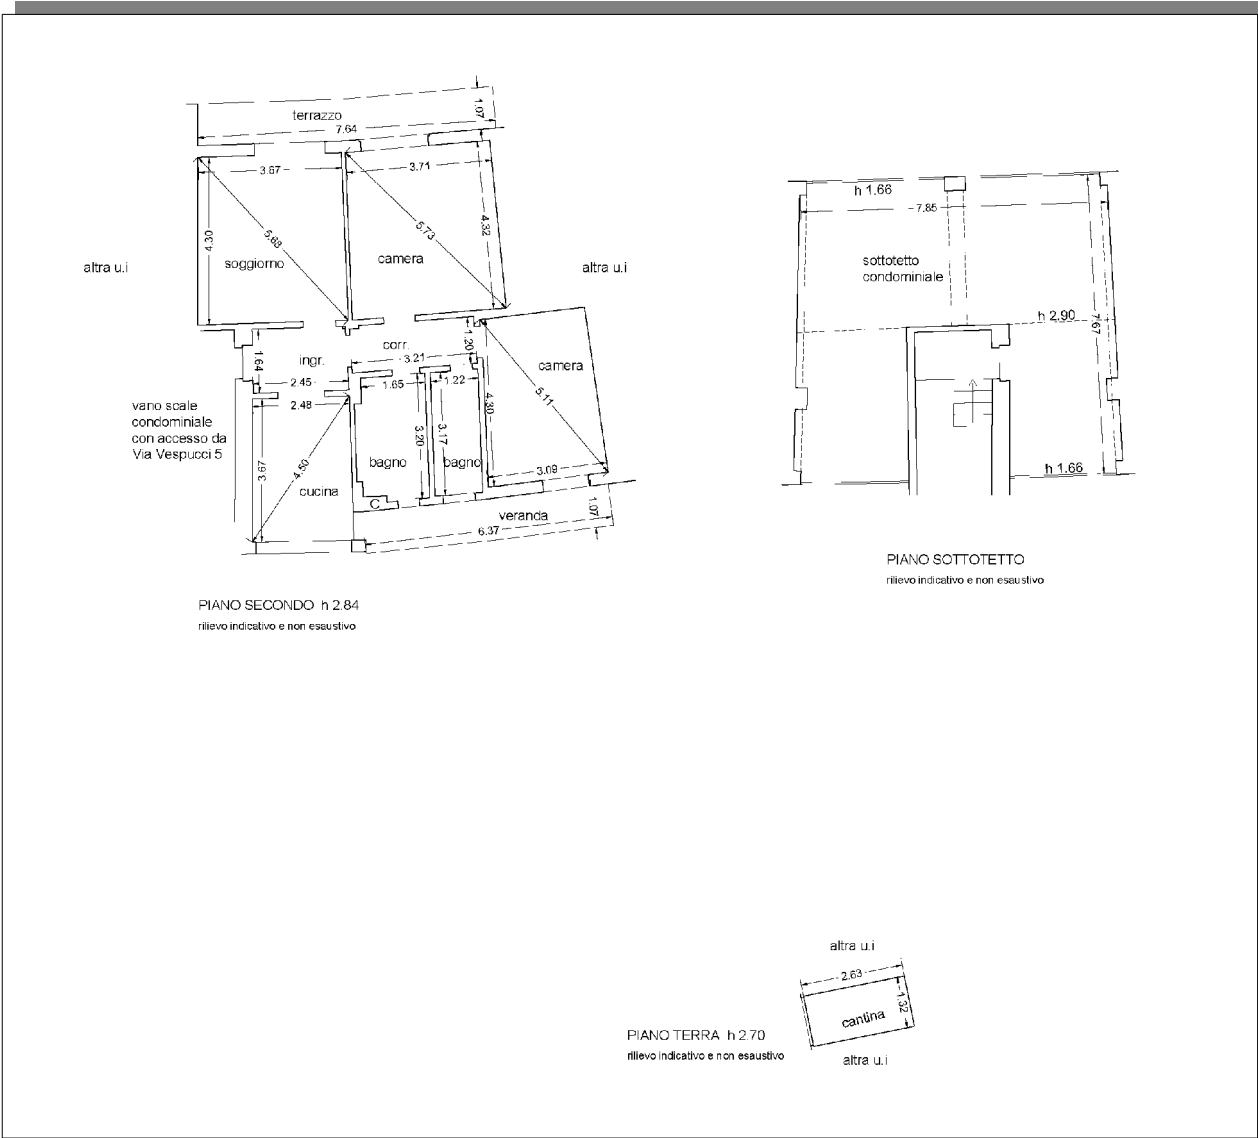 terrazzo
7.64
1.07
3.67
3.71
4.30
5.68
5.73
4.32
soggiorno
camera
altra u.i
altra u.i
1.64
ingr.
corr.
3.21
1.20
camera
2.45
1.65
1.22
2.48
4.30
5.11
vano scale
condominiale
con accesso da
Via Vespucci 5
3.67
4.50
3.20
3.17
bagno
bagno
3.09
cucina
C
veranda
6.37
1.07
PIANO SECONDO h 2.84
rilievo indicativo e non esaustivo
h 1.66
7.85
sottotetto
condominiale
h 2.90
7.67
h 1.66
PIANO SOTTOTETTO
rilievo indicativo e non esaustivo
altra u.i
2.63
1.32
cantina
PIANO TERRA h 2.70
rilievo indicativo e non esaustivo
altra u.i